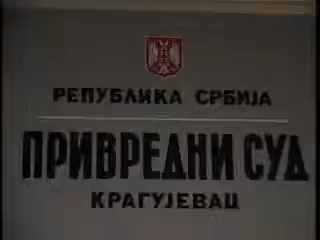 РЕПУБЛИКА СРБИЈА
ПРИВРЕДНИ СУД
КРАГУЈЕВАЦ